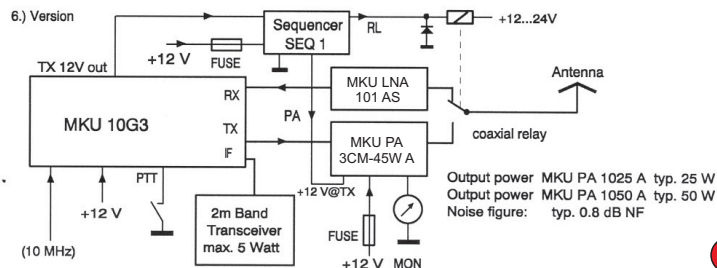 6.) Version
Sequencer
SEQ 1
RL
+12...24V
+12 V
FUSE
TX 12V out
MKU 10G3
RX
TX
IF
PTT
PA
MKU LNA
101 AS
MKU PA
3CM-45W A
Antenna
coaxial relay
+12 V@TX
Output power MKU PA 1025 A typ. 25 W
Output power MKU PA 1050 A typ. 50 W
Noise figure: typ. 0.8 dB NF
(10 MHz)
+12 V
2m Band
Transceiver
max. 5 Watt
FUSE
+12 V
MON